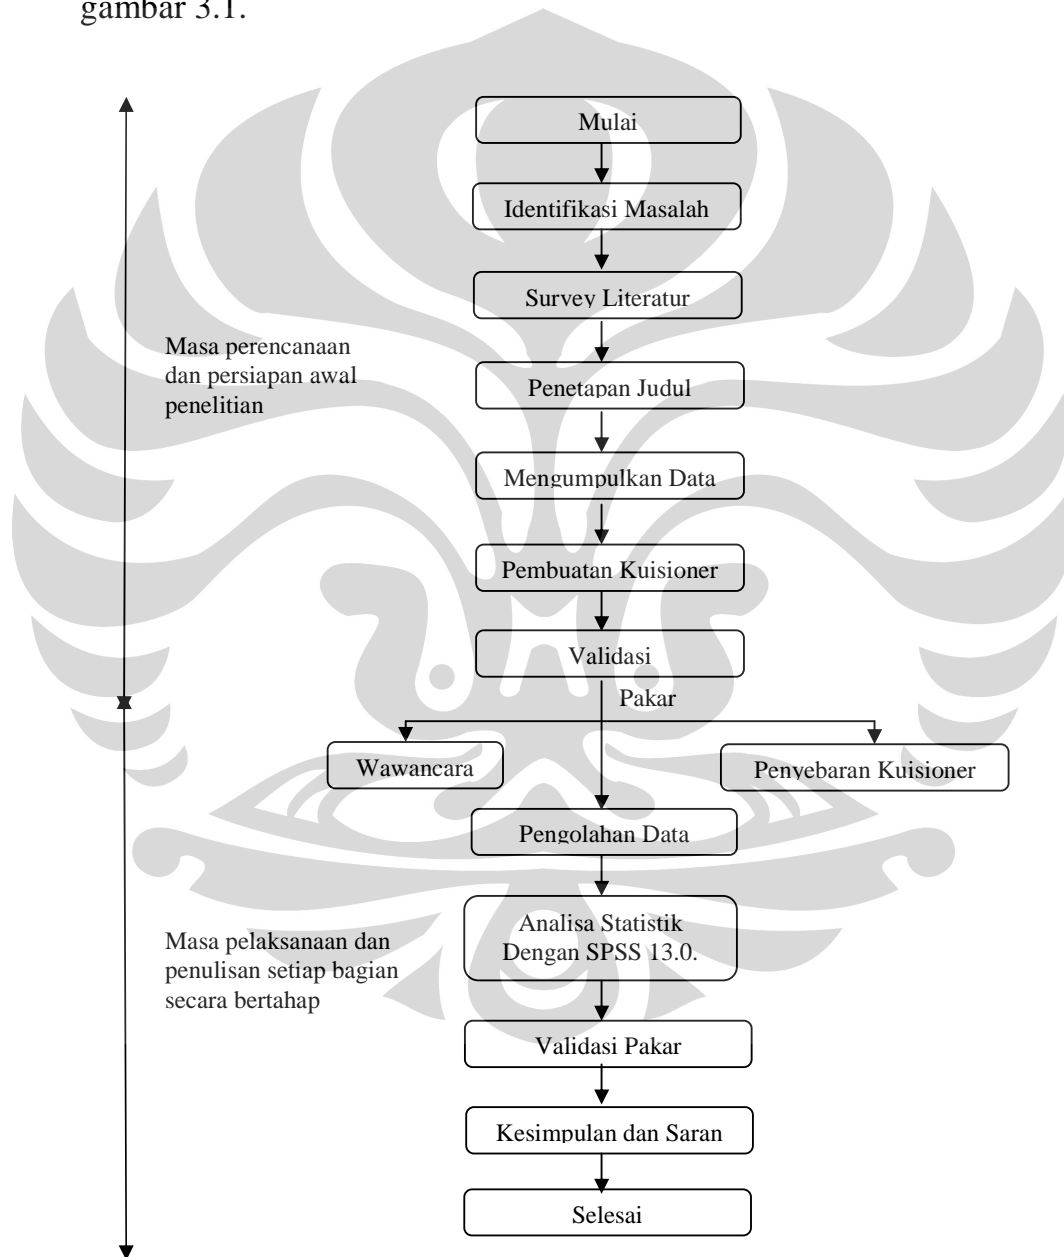 gambar 3.1.
Mulai
Identifikasi Masalah
Survey Literatur
Masa perencanaan
dan persiapan awal
penelitian
Penetapan Judul
Mengumpulkan Data
Pembuatan Kuisioner
Validasi
Pakar
Wawancara
Penyebaran Kuisioner
Pengolahan Data
Masa pelaksanaan dan
penulisan setiap bagian
secara bertahap
Analisa Statistik
Dengan SPSS 13.0.
Validasi Pakar
Kesimpulan dan Saran
Selesai